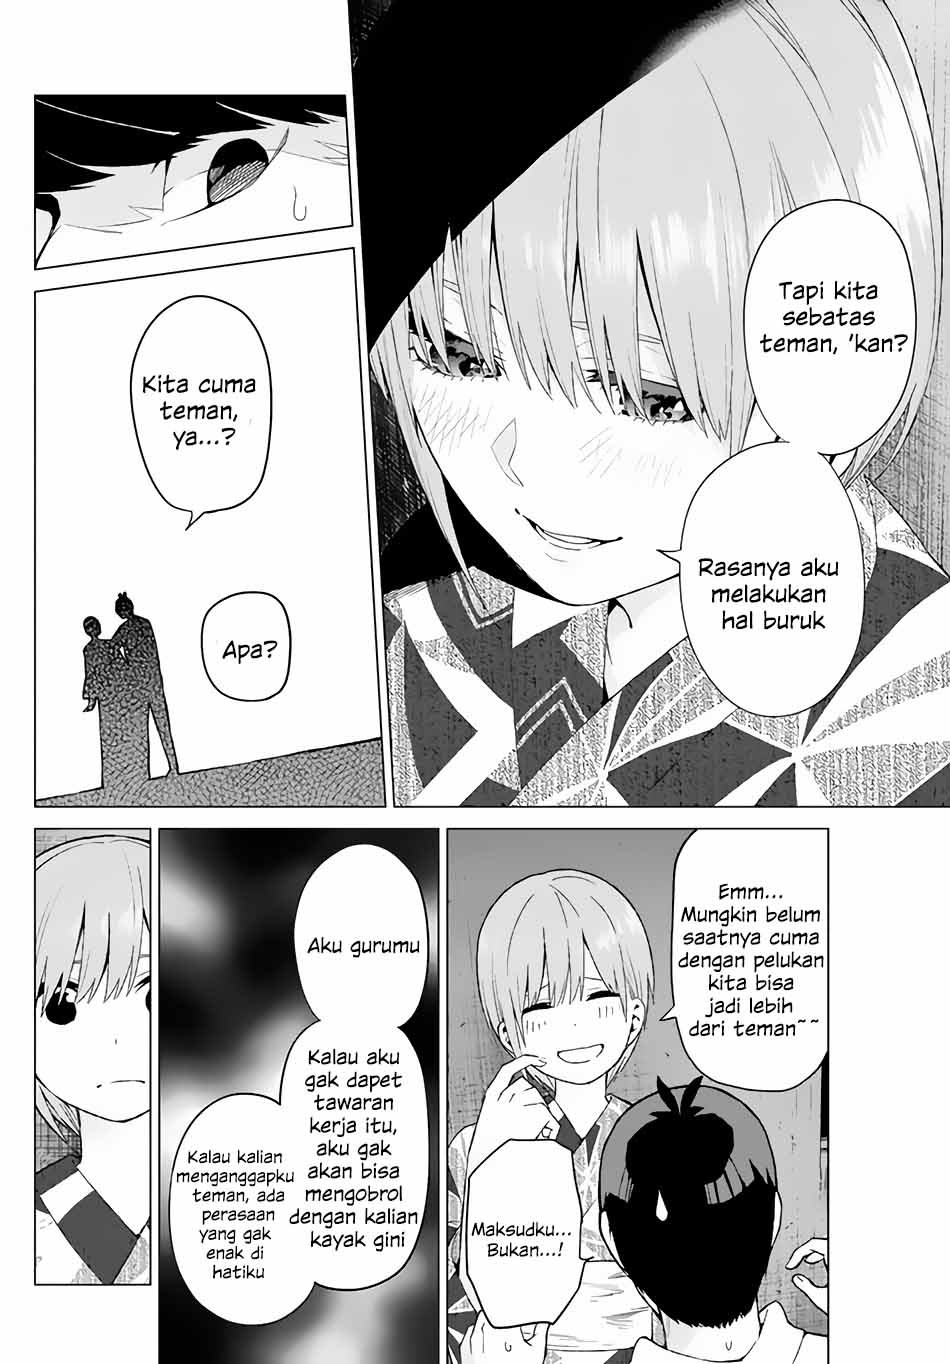 Tapi kita
sebatas
teman, 'kan?
Rasanya aku
melakukan
hal buruk
Kita cuma
teman,
ya...?
Apa?
Emm...
Mungkin belum
saatnya cuma
dengan pelukan
kita bisa
jadi lebih
dari teman~~
Maksudku...
Bukan...!
Aku gurumu
Kalau aku
gak dapet
tawaran
kerja itu,
aku gak
akan bisa
mengobrol
dengan kalian
kayak gini
Kalau kalian
menganggapku
teman, ada
perasaan
yang gak
enak di
hatiku